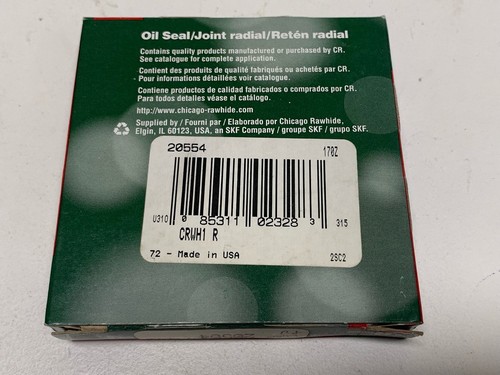 Oil Seal/Joint radial/Retén radial
Contains quality products manufactured or purchased by CR.
See catalogue for complete application.
Contient des produits de qualité fabriqués ou achetés par CR.
Pour informations détaillées voir catalogue.
Contiene productos de calidad fabricados o comprados por CR.
Para todos detalles véase el catálogo.
http://www.chicago-rawhide.com
Supplied by / Fourni par / Elaborado por Chicago Rawhide,
Elgin, IL 60123, USA, an SKF Company / groupe SKF / grupo SKF.
20554 170Z
U310 0 85311 02328 3 315
CRWH1 R
72 - Made in USA 2SC2